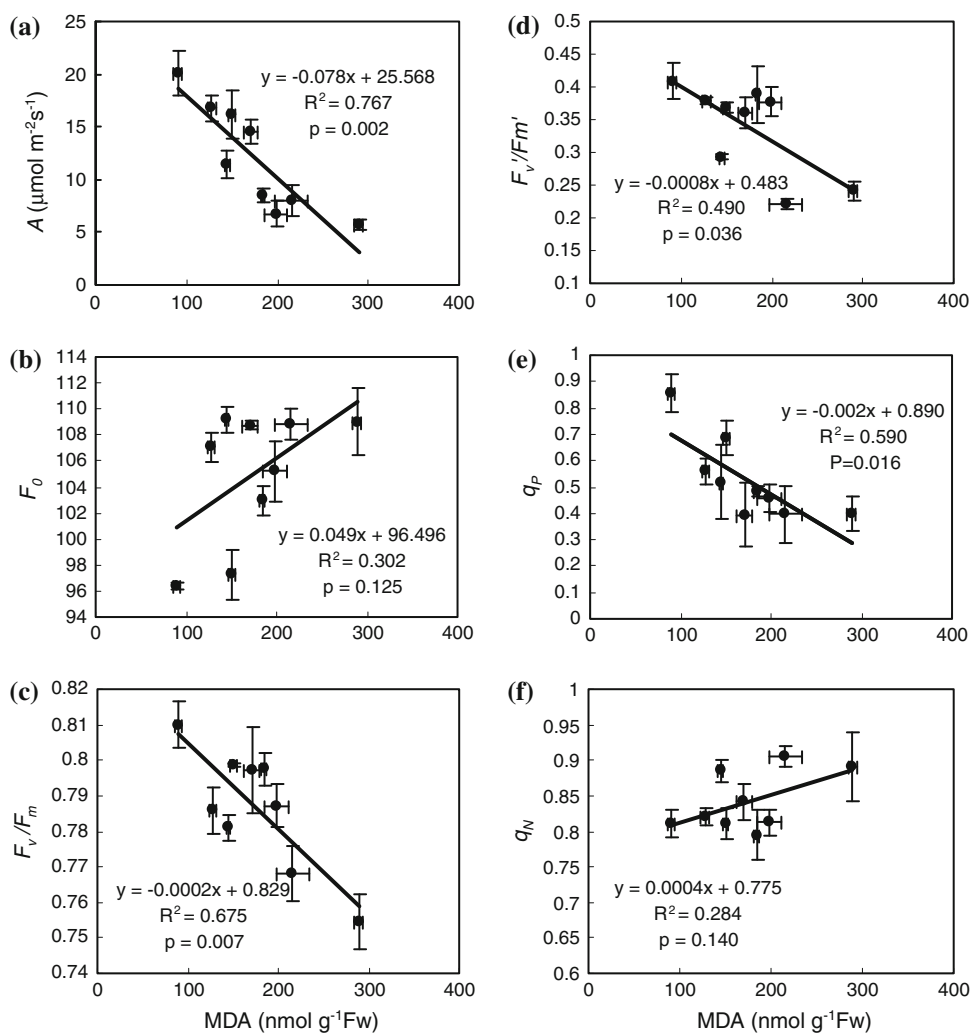 (a)
A (μmol m⁻²s⁻¹)
25
20
15
10
5
0
y = -0.078x + 25.568
R² = 0.767
p = 0.002
0 100 200 300 400
(b)
F₀
114
112
110
108
106
104
102
100
98
96
94
y = 0.049x + 96.496
R² = 0.302
p = 0.125
0 100 200 300 400
(c)
Fᵥ/Fₘ
0.82
0.81
0.8
0.79
0.78
0.77
0.76
0.75
0.74
y = -0.0002x + 0.829
R² = 0.675
p = 0.007
0 100 200 300 400
MDA (nmol g⁻¹Fw)
(d)
Fᵥ'/Fm'
0.5
0.45
0.4
0.35
0.3
0.25
0.2
0.15
0.1
y = -0.0008x + 0.483
R² = 0.490
p = 0.036
0 100 200 300 400
(e)
q_P
1
0.9
0.8
0.7
0.6
0.5
0.4
0.3
0.2
0.1
0
y = -0.002x + 0.890
R² = 0.590
P=0.016
0 100 200 300 400
(f)
q_N
1
0.95
0.9
0.85
0.8
0.75
0.7
0.65
0.6
y = 0.0004x + 0.775
R² = 0.284
p = 0.140
0 100 200 300 400
MDA (nmol g⁻¹Fw)